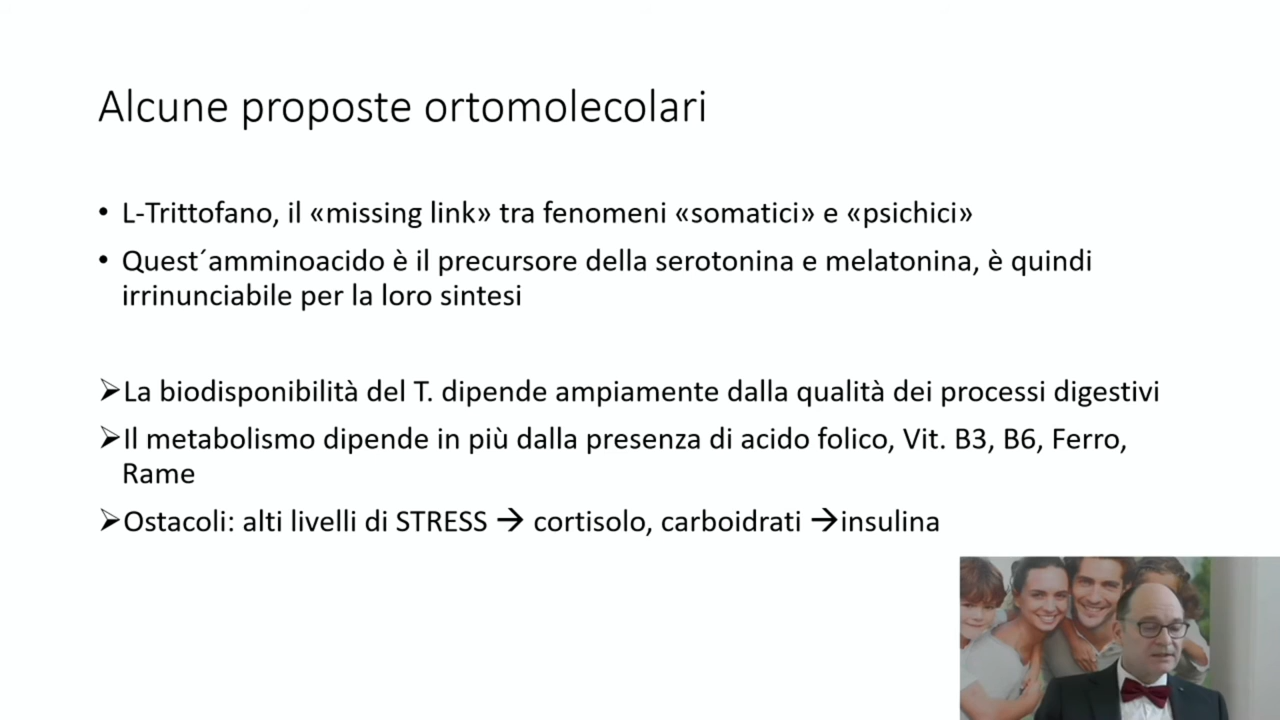 Alcune proposte ortomolecolari
• L-Trittofano, il «missing link» tra fenomeni «somatici» e «psichici»
• Quest´amminoacido è il precursore della serotonina e melatonina, è quindi
irrinunciabile per la loro sintesi
➢La biodisponibilità del T. dipende ampiamente dalla qualità dei processi digestivi
➢Il metabolismo dipende in più dalla presenza di acido folico, Vit. B3, B6, Ferro,
Rame
➢Ostacoli: alti livelli di STRESS → cortisolo, carboidrati →insulina